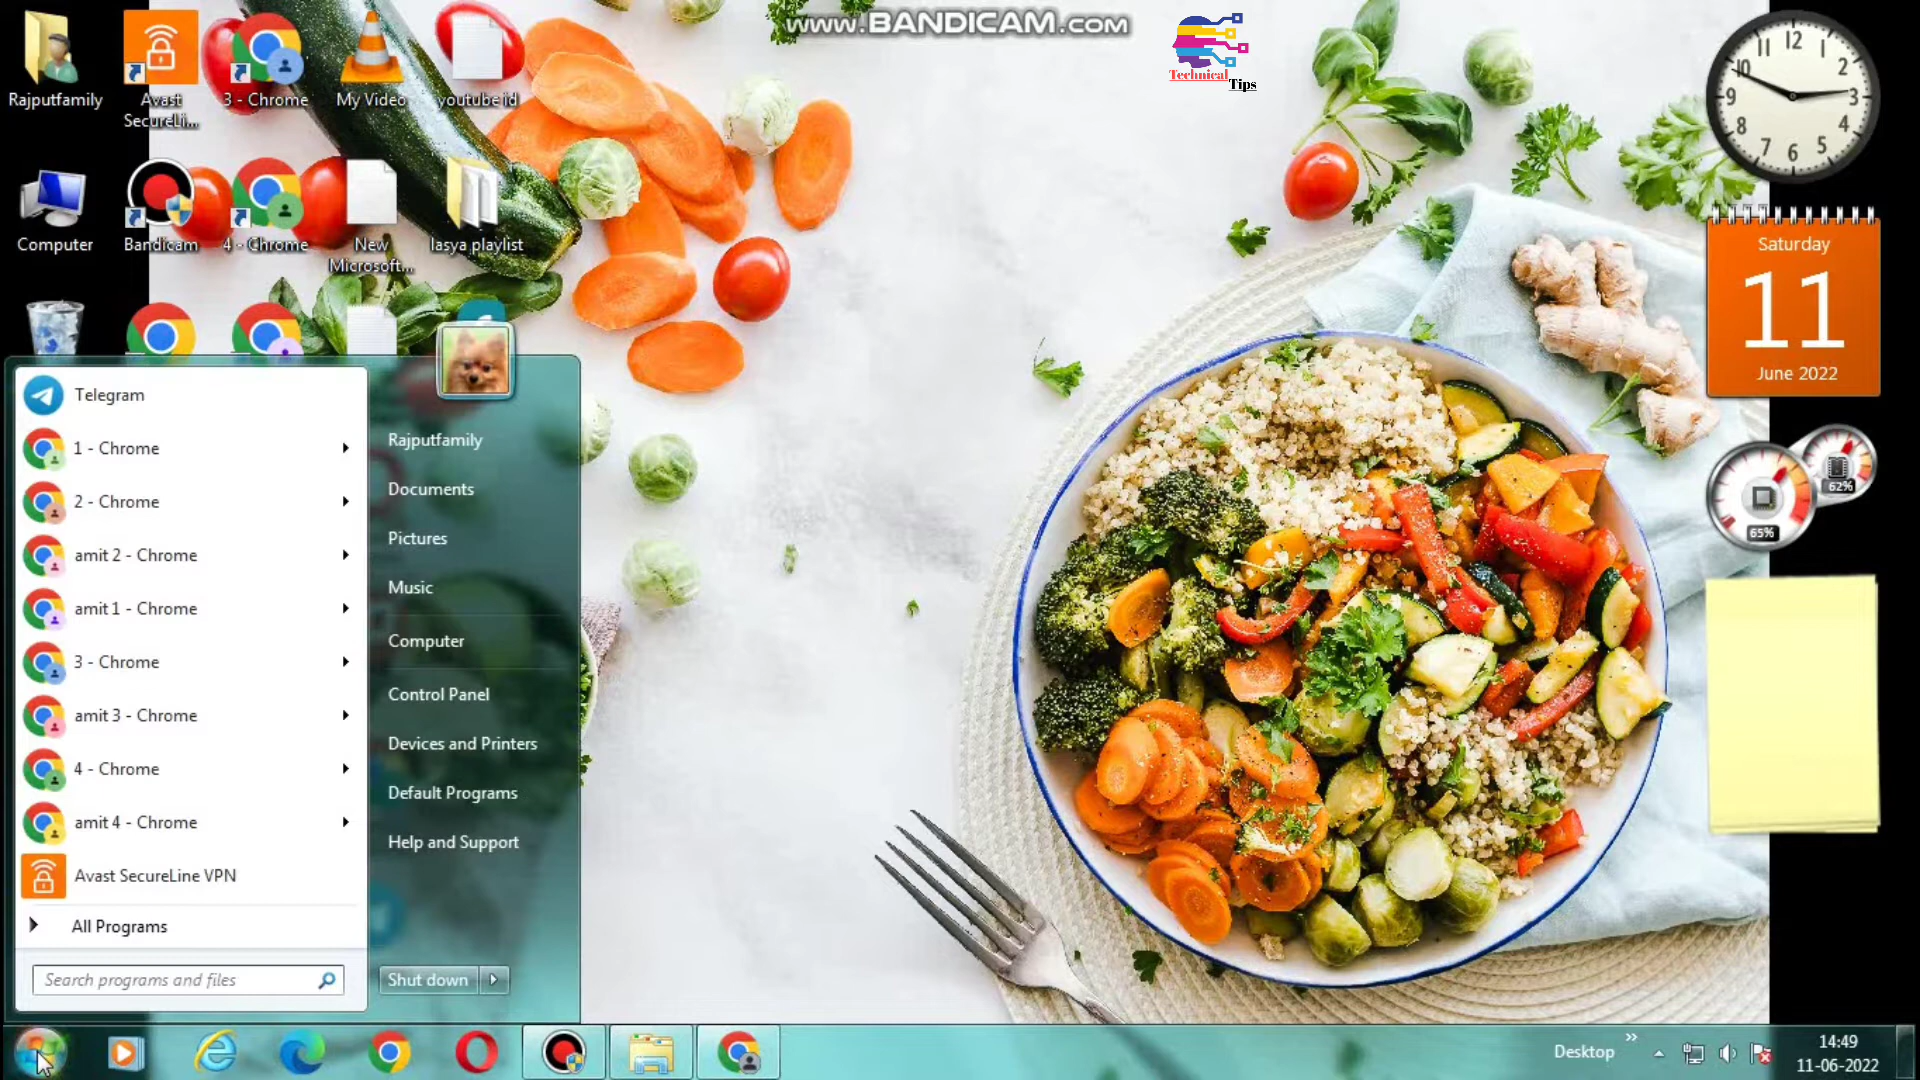 www.BANDICAM.com
Technical
Tips
Rajputfamily
Avast
SecureLi...
3 - Chrome
My Video
youtube id
Computer
Bandicam
4 - Chrome
New
Microsoft...
lasya playlist
12
1
2
3
4
5
6
7
8
9
10
11
Saturday
11
June 2022
62%
65%
Telegram
1 - Chrome
2 - Chrome
amit 2 - Chrome
amit 1 - Chrome
3 - Chrome
amit 3 - Chrome
4 - Chrome
amit 4 - Chrome
Avast SecureLine VPN
All Programs
Search programs and files
Rajputfamily
Documents
Pictures
Music
Computer
Control Panel
Devices and Printers
Default Programs
Help and Support
Shut down
Desktop
14:49
11-06-2022